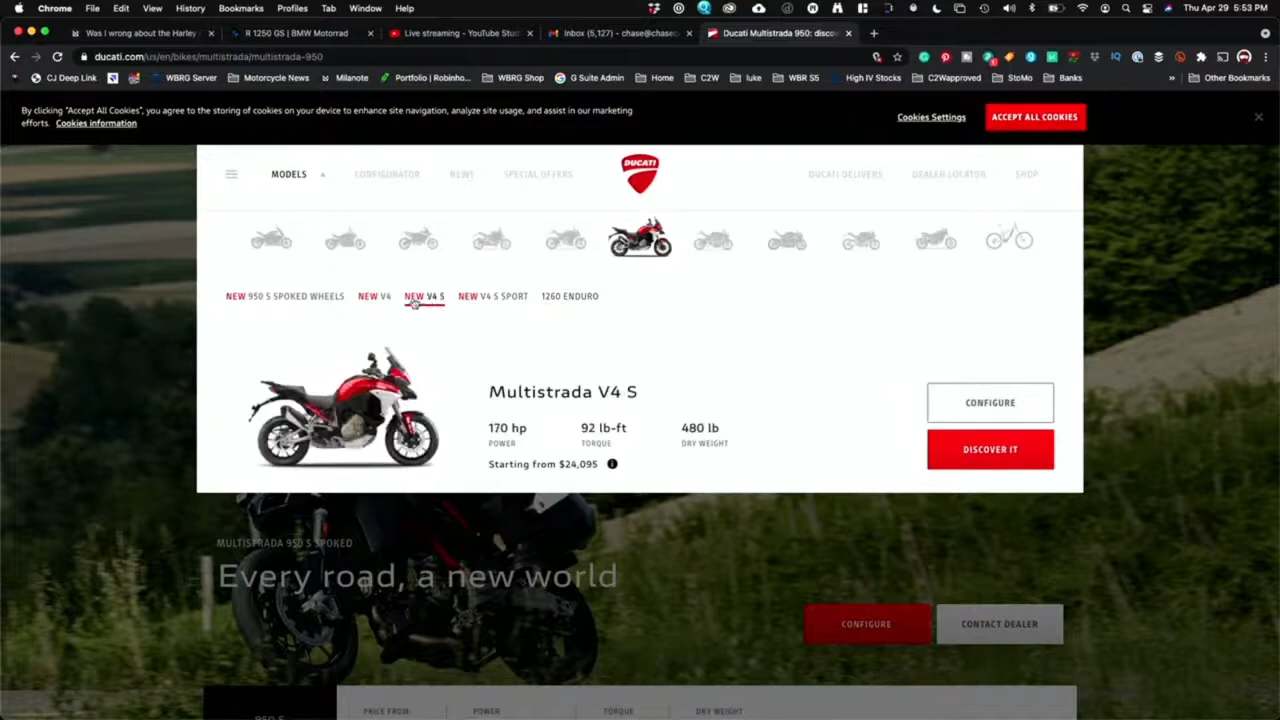 Chrome File Edit View History Bookmarks Profiles Tab Window Help Thu Apr 29 5:53 PM
Was I wrong about the Harley R 1250 GS | BMW Motorrad Live streaming - YouTube Stud Inbox (5,127) - chase@chasec Ducati Multistrada 950: discov
ducati.com/us/en/bikes/multistrada/multistrada-950
CJ Deep Link WBRG Server Motorcycle News Milanote Portfolio | Robinho... WBRG Shop G Suite Admin Home C2W luke WBR S5 High IV Stocks C2Wapproved StoMo Banks » Other Bookmarks
By clicking "Accept All Cookies", you agree to the storing of cookies on your device to enhance site navigation, analyze site usage, and assist in our marketing
efforts. Cookies information
Cookies Settings ACCEPT ALL COOKIES
MODELS CONFIGURATOR NEWS SPECIAL OFFERS DUCATI DUCATI DELIVERS DEALER LOCATOR SHOP
NEW 950 S SPOKED WHEELS NEW V4 NEW V4 S NEW V4 S SPORT 1260 ENDURO
Multistrada V4 S
170 hp 92 lb-ft 480 lb
POWER TORQUE DRY WEIGHT
Starting from $24,095
CONFIGURE
DISCOVER IT
MULTISTRADA 950 S SPOKED
Every road, a new world
CONFIGURE CONTACT DEALER
950 S PRICE FROM: POWER TORQUE DRY WEIGHT